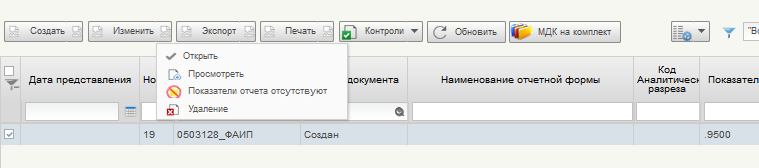 Создать Изменить Экспорт Печать Контроли Обновить МДК на комплект "Во
Открыть
Просмотреть
Показатели отчета отсутствуют
Удаление
Дата представления Но документа Наименование отчетной формы Код Аналитическ разреза Показател
19 0503128_ФАИП Создан .9500